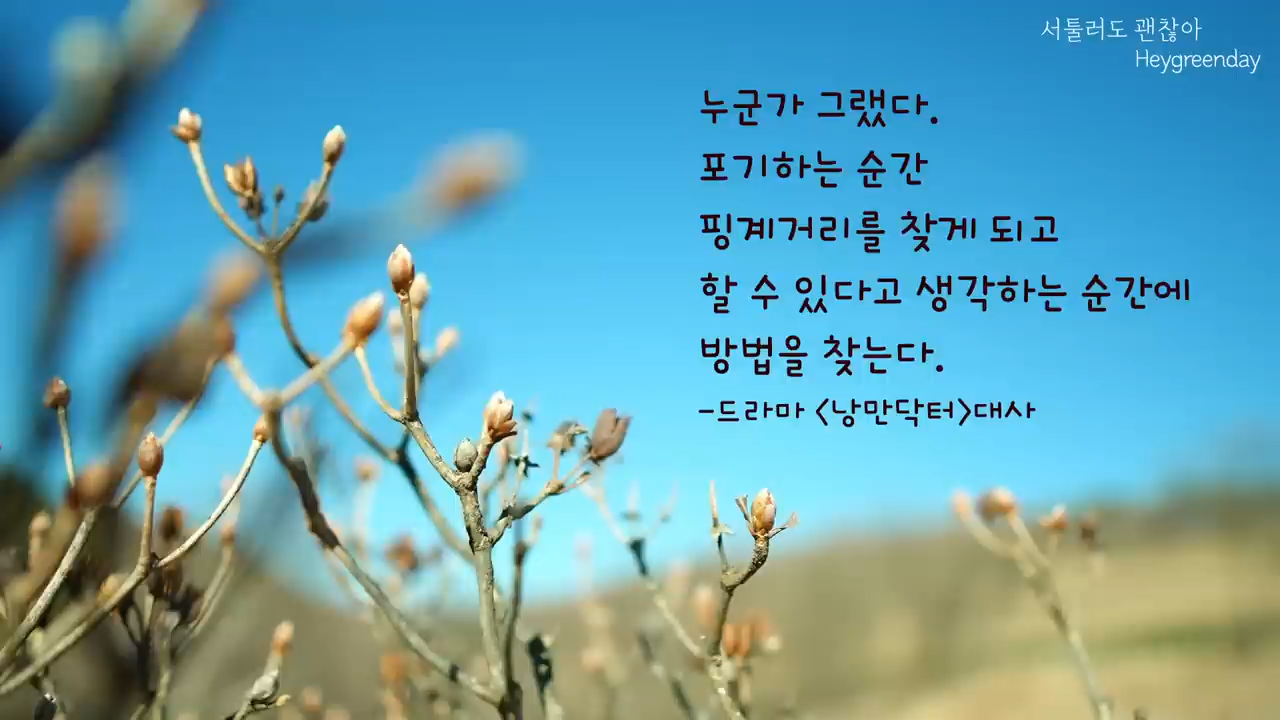 서툴러도 괜찮아
Heygreenday
누군가 그랬다.
포기하는 순간
핑계거리를 찾게 되고
할 수 있다고 생각하는 순간에
방법을 찾는다.
-드라마 <낭만닥터>대사